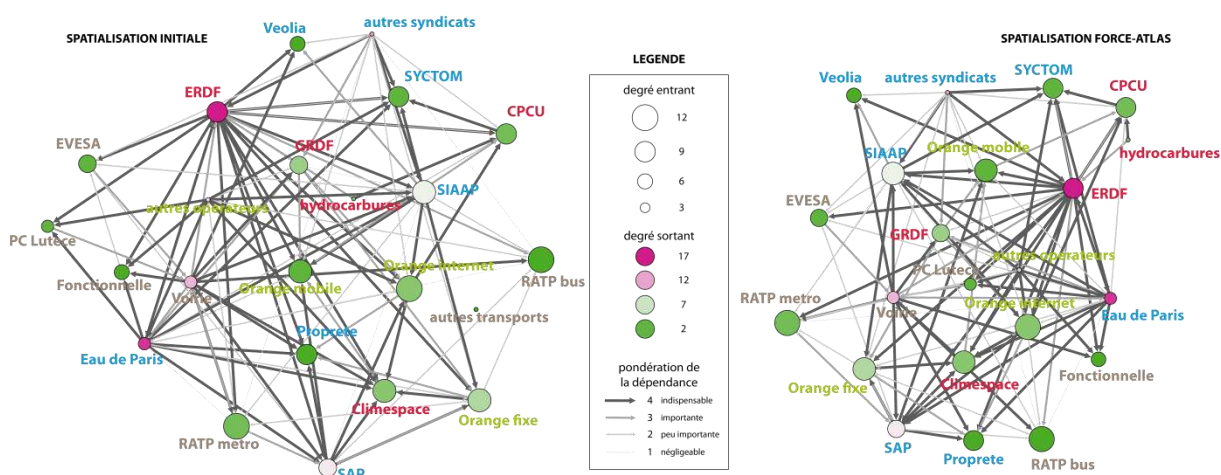 SPATIALISATION INITIALE
Veolia
autres syndicats
SYCTOM
ERDF
CPCU
EVESA
GRDF
SIAAP
hydrocarbures
autres opérateurs
PC Lutèce
Orange internet
RATP bus
Fonctionnelle
Voirie
Orange mobile
autres transports
Proprete
Eau de Paris
Climespace
Orange fixe
RATP metro
SAP
LEGENDE
degré entrant
12
9
6
3
degré sortant
17
12
7
2
pondération de
la dépendance
4 indispensable
3 importante
2 peu importante
1 négligeable
SPATIALISATION FORCE-ATLAS
Veolia
autres syndicats
SYCTOM
CPCU
SIAAP
Orange mobile
hydrocarbures
ERDF
EVESA
GRDF
autres opérateurs
PC Lutèce
RATP metro
Voirie
Orange internet
Eau de Paris
Fonctionnelle
Orange fixe
Climespace
SAP
Proprete
RATP bus